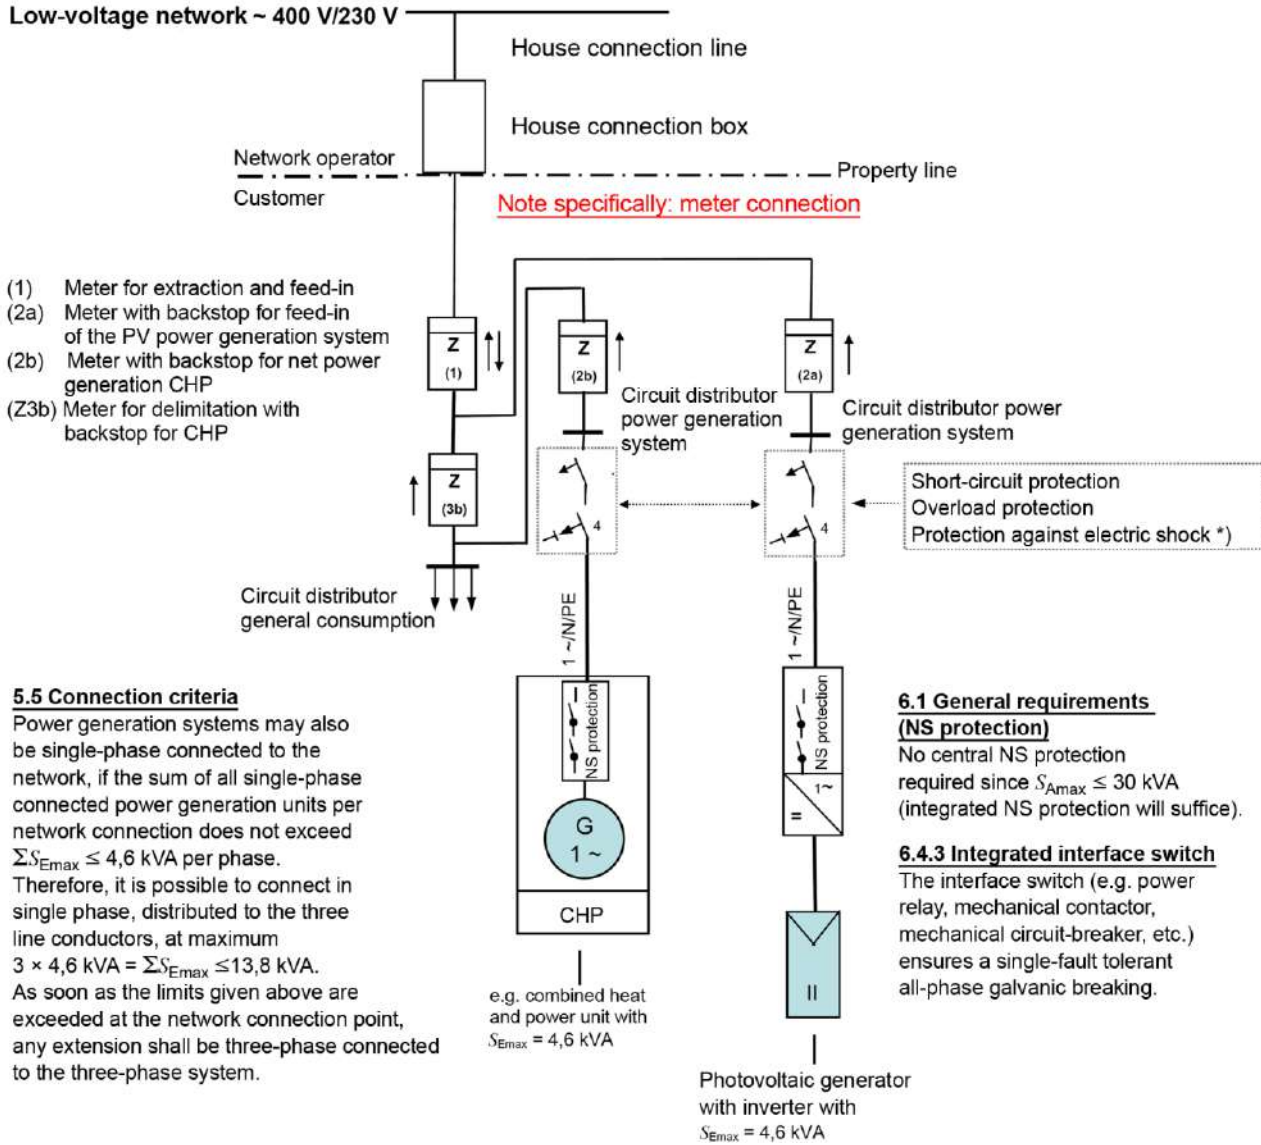 Low-voltage network ~ 400 V/230 V
House connection line
House connection box
Network operator
Property line
Customer
Note specifically: meter connection
(1) Meter for extraction and feed-in
(2a) Meter with backstop for feed-in
of the PV power generation system
(2b) Meter with backstop for net power
generation CHP
(Z3b) Meter for delimitation with
backstop for CHP
Z
(1)
Z
(2b)
Z
(2a)
Z
(3b)
Circuit distributor
power generation
system
Circuit distributor power
generation system
4
4
Short-circuit protection
Overload protection
Protection against electric shock *)
Circuit distributor
general consumption
1 ~/N/PE
1 ~/N/PE
NS protection
NS protection
G
1 ~
CHP
1~
=
II
5.5 Connection criteria
Power generation systems may also
be single-phase connected to the
network, if the sum of all single-phase
connected power generation units per
network connection does not exceed
ΣSEmax ≤ 4,6 kVA per phase.
Therefore, it is possible to connect in
single phase, distributed to the three
line conductors, at maximum
3 × 4,6 kVA = ΣSEmax ≤13,8 kVA.
As soon as the limits given above are
exceeded at the network connection point,
any extension shall be three-phase connected
to the three-phase system.
e.g. combined heat
and power unit with
SEmax = 4,6 kVA
6.1 General requirements
(NS protection)
No central NS protection
required since SAmax ≤ 30 kVA
(integrated NS protection will suffice).
6.4.3 Integrated interface switch
The interface switch (e.g. power
relay, mechanical contactor,
mechanical circuit-breaker, etc.)
ensures a single-fault tolerant
all-phase galvanic breaking.
Photovoltaic generator
with inverter with
SEmax = 4,6 kVA